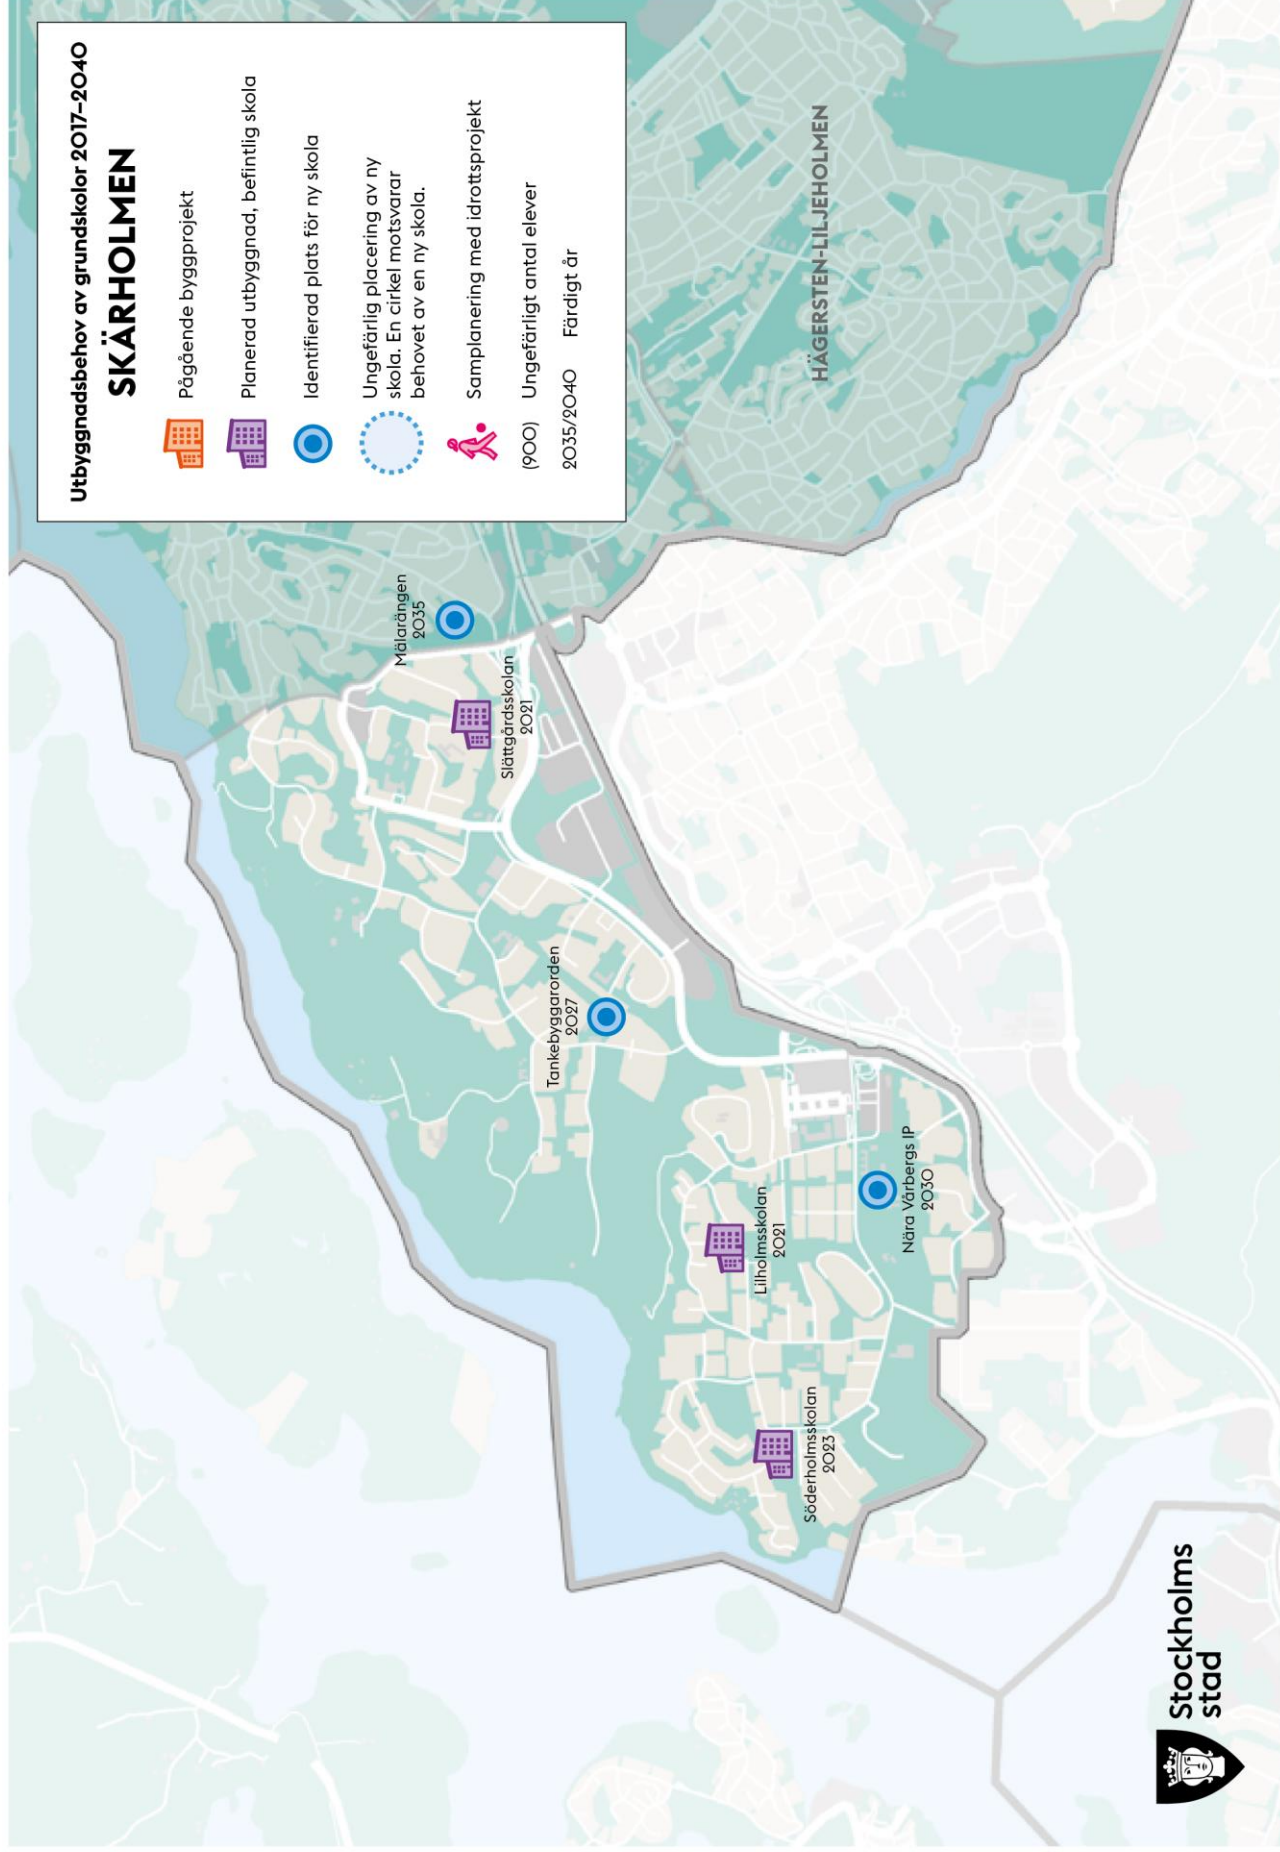 Utbyggnadsbehov av grundskolor 2017–2040
SKÄRHOLMEN
Pågående byggprojekt
Planerad utbyggnad, befintlig skola
Identifierad plats för ny skola
Ungefärlig placering av ny
skola. En cirkel motsvarar
behovet av en ny skola.
Samplanering med idrottsprojekt
(900) Ungefärligt antal elever
2035/2040 Färdigt år
Mälarängen
2035
Slättgårdsskolan
2021
HÄGERSTEN-LILJEHOLMEN
Tankebyggarorden
2027
Nära Vårbergs IP
2030
Lillholmsskolan
2021
Söderholmsskolan
2023
Stockholms
stad